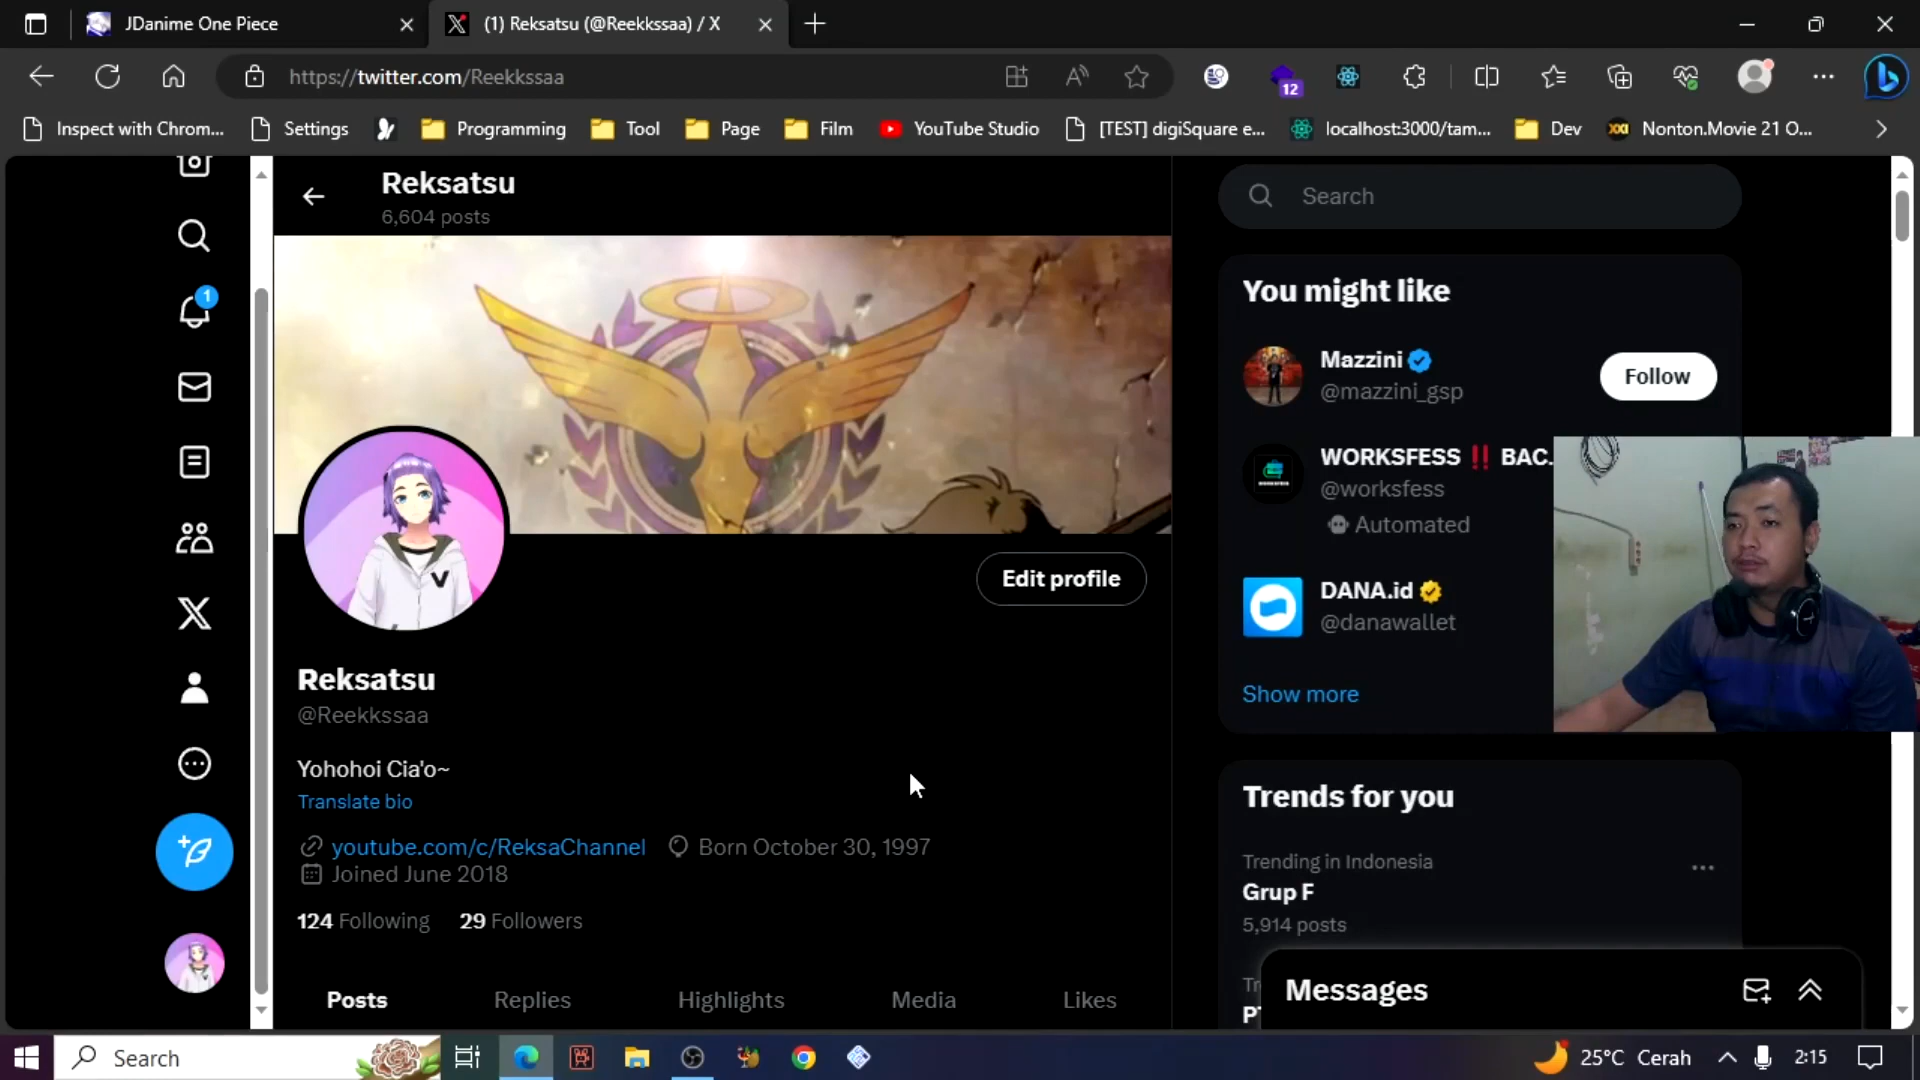 JDanime One Piece
(1) Reksatsu (@Reekkssaa) / X
https://twitter.com/Reekkssaa
12
Inspect with Chrom...
Settings
Programming
Tool
Page
Film
YouTube Studio
[TEST] digiSquare e...
localhost:3000/tam...
Dev
Nonton.Movie 21 O...
Reksatsu
6,604 posts
Search
You might like
1
Mazzini
@mazzini_gsp
Follow
WORKSFESS ‼️ BAC.
@worksfess
Automated
DANA.id
@danawallet
Show more
Edit profile
Reksatsu
@Reekkssaa
Yohohoi Cia'o~
Translate bio
youtube.com/c/ReksaChannel
Born October 30, 1997
Joined June 2018
124 Following
29 Followers
Posts
Replies
Highlights
Media
Likes
Trends for you
Trending in Indonesia
Grup F
5,914 posts
Messages
Search
25°C Cerah
2:15